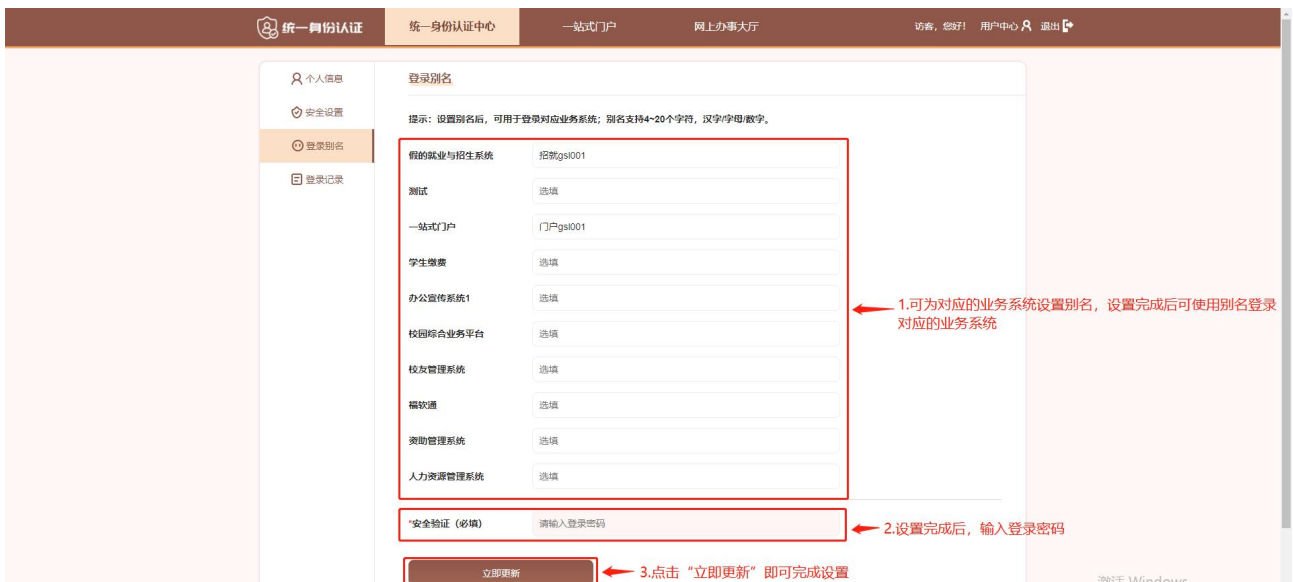 统一身份认证
统一身份认证中心
一站式门户
网上办事大厅
访客，您好！ 用户中心 退出
个人信息
安全设置
登录别名
登录记录
登录别名
提示：设置别名后，可用于登录对应业务系统；别名支持4~20个字符，汉字/字母/数字。
假的就业与招生系统 招就gsl001
测试 选填
一站式门户 门户gsl001
学生缴费 选填
办公宣传系统1 选填
校园综合业务平台 选填
校友管理系统 选填
福软通 选填
资助管理系统 选填
人力资源管理系统 选填
1.可为对应的业务系统设置别名，设置完成后可使用别名登录
对应的业务系统
*安全验证（必填） 请输入登录密码
2.设置完成后，输入登录密码
立即更新
3.点击“立即更新”即可完成设置
激活 Windows